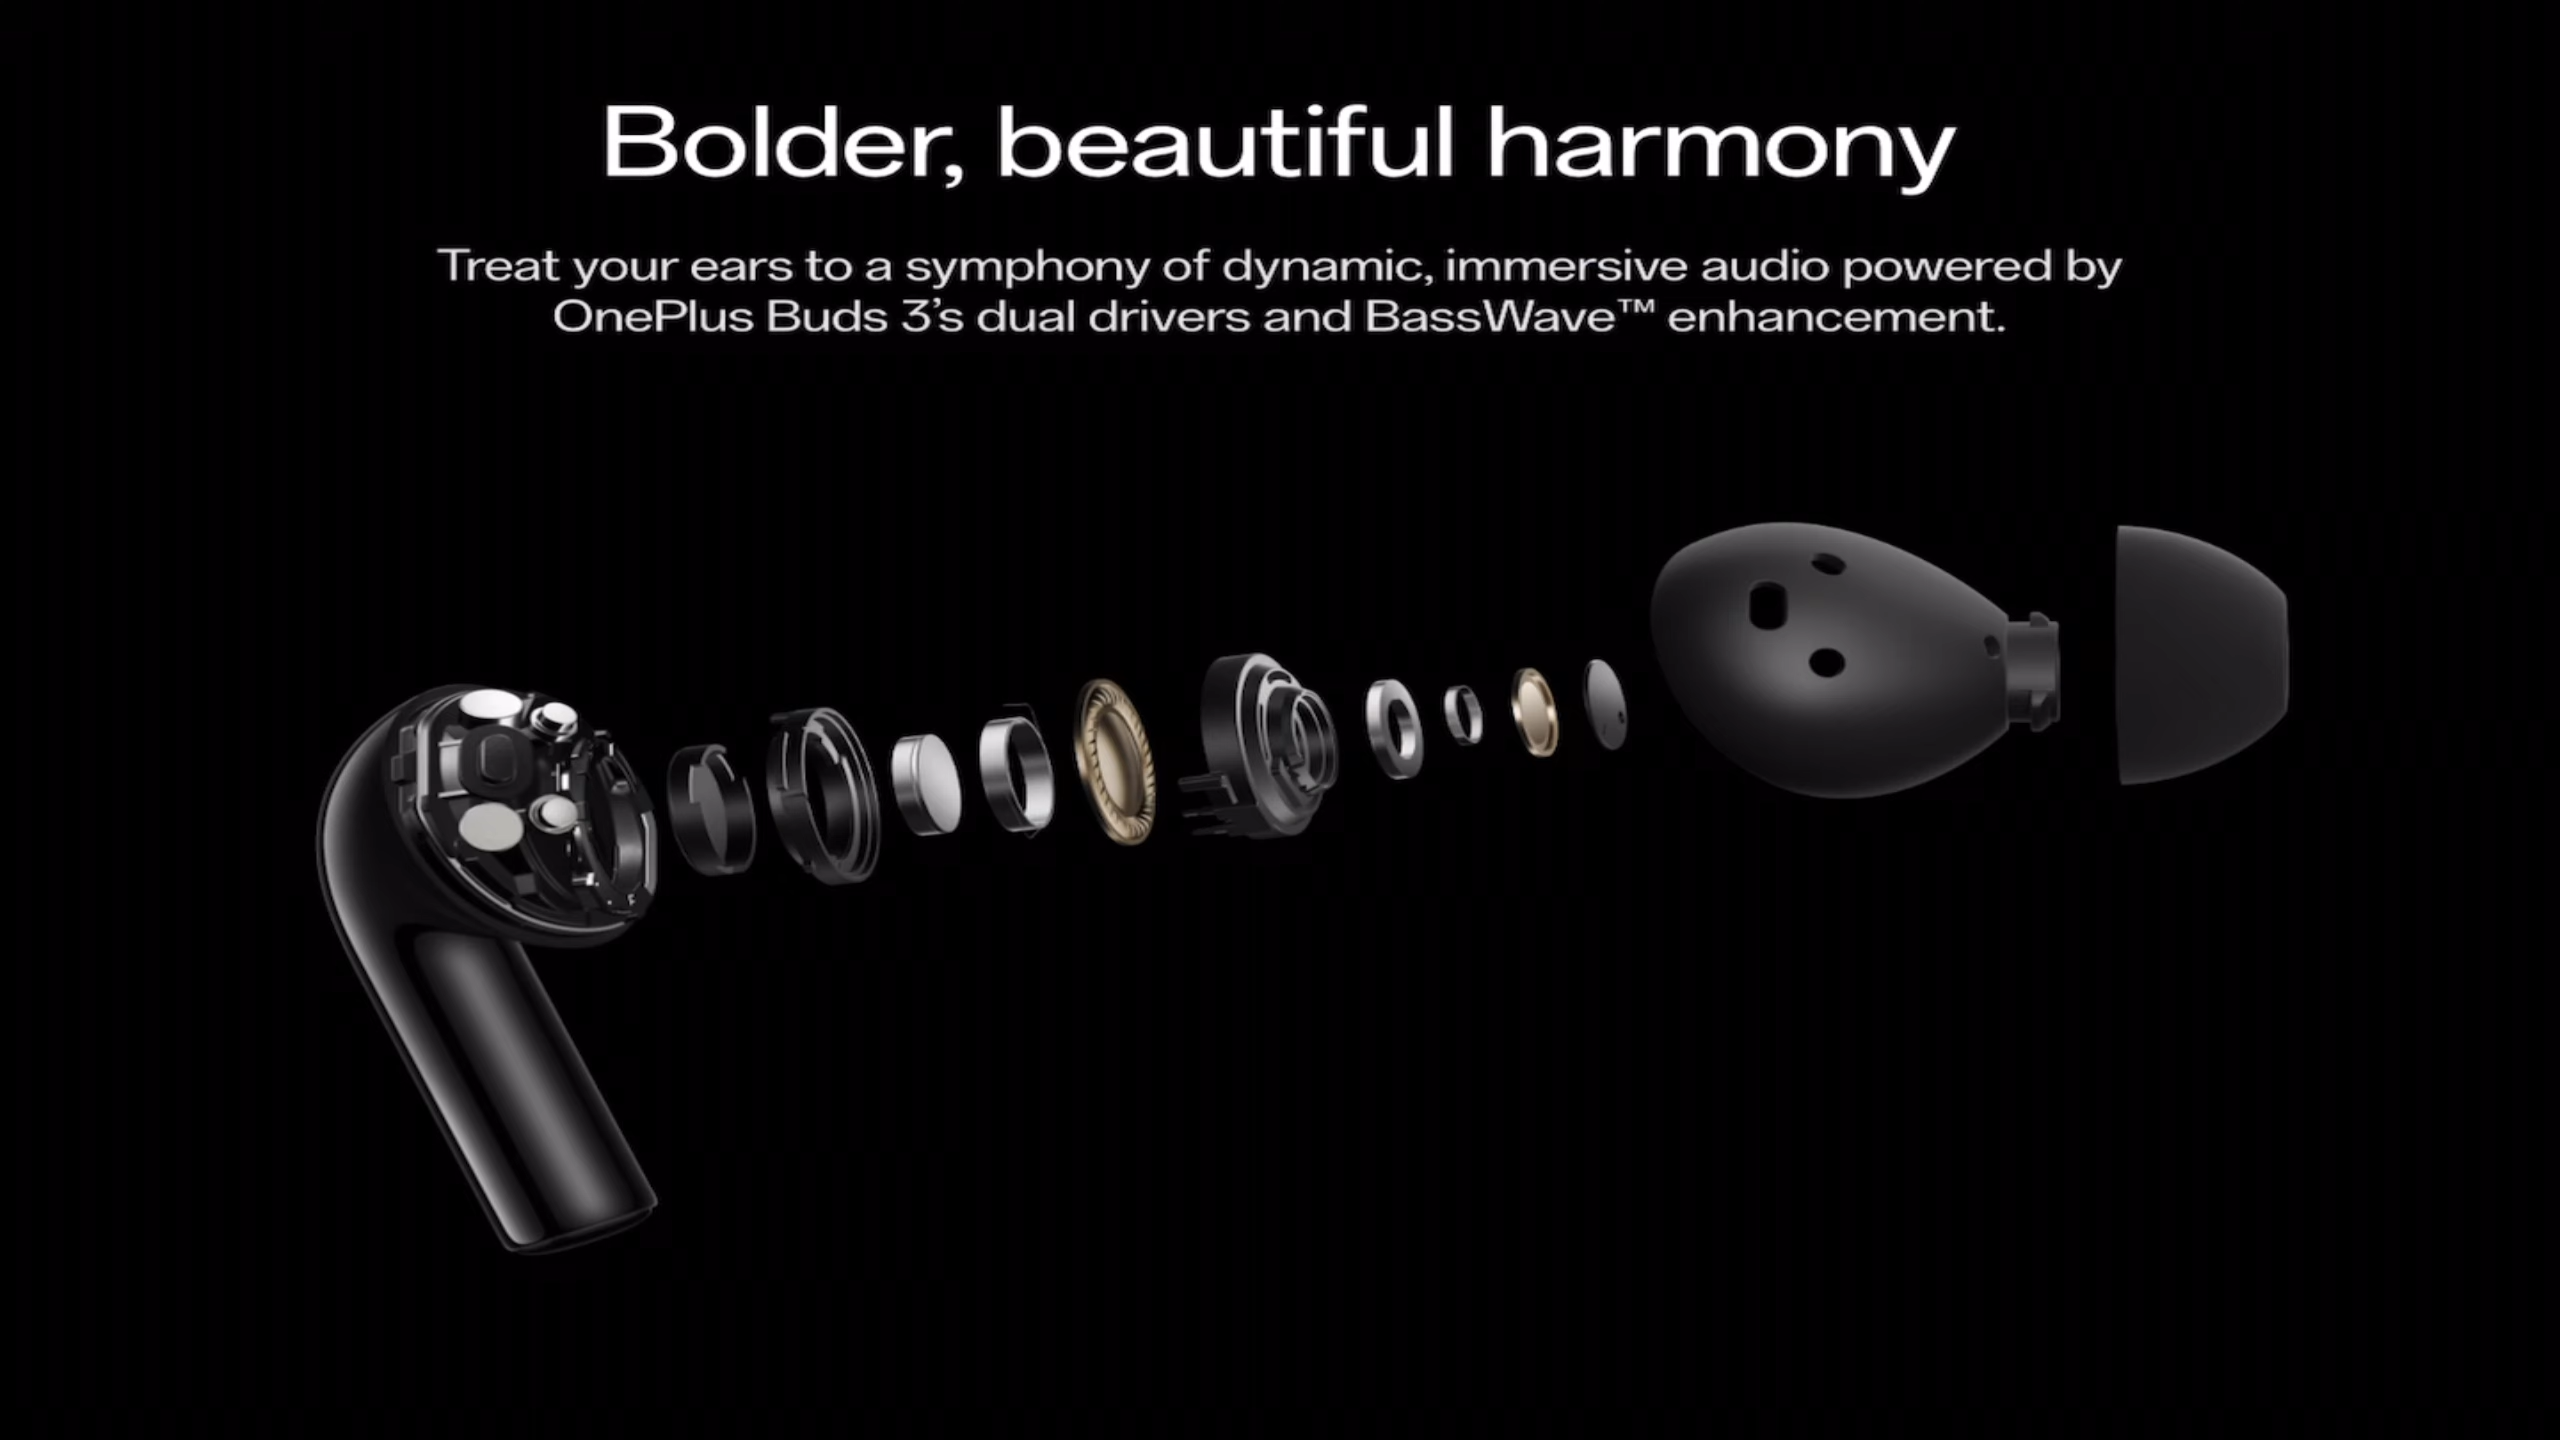 Bolder, beautiful harmony
Treat your ears to a symphony of dynamic, immersive audio powered by
OnePlus Buds 3’s dual drivers and BassWave™ enhancement.